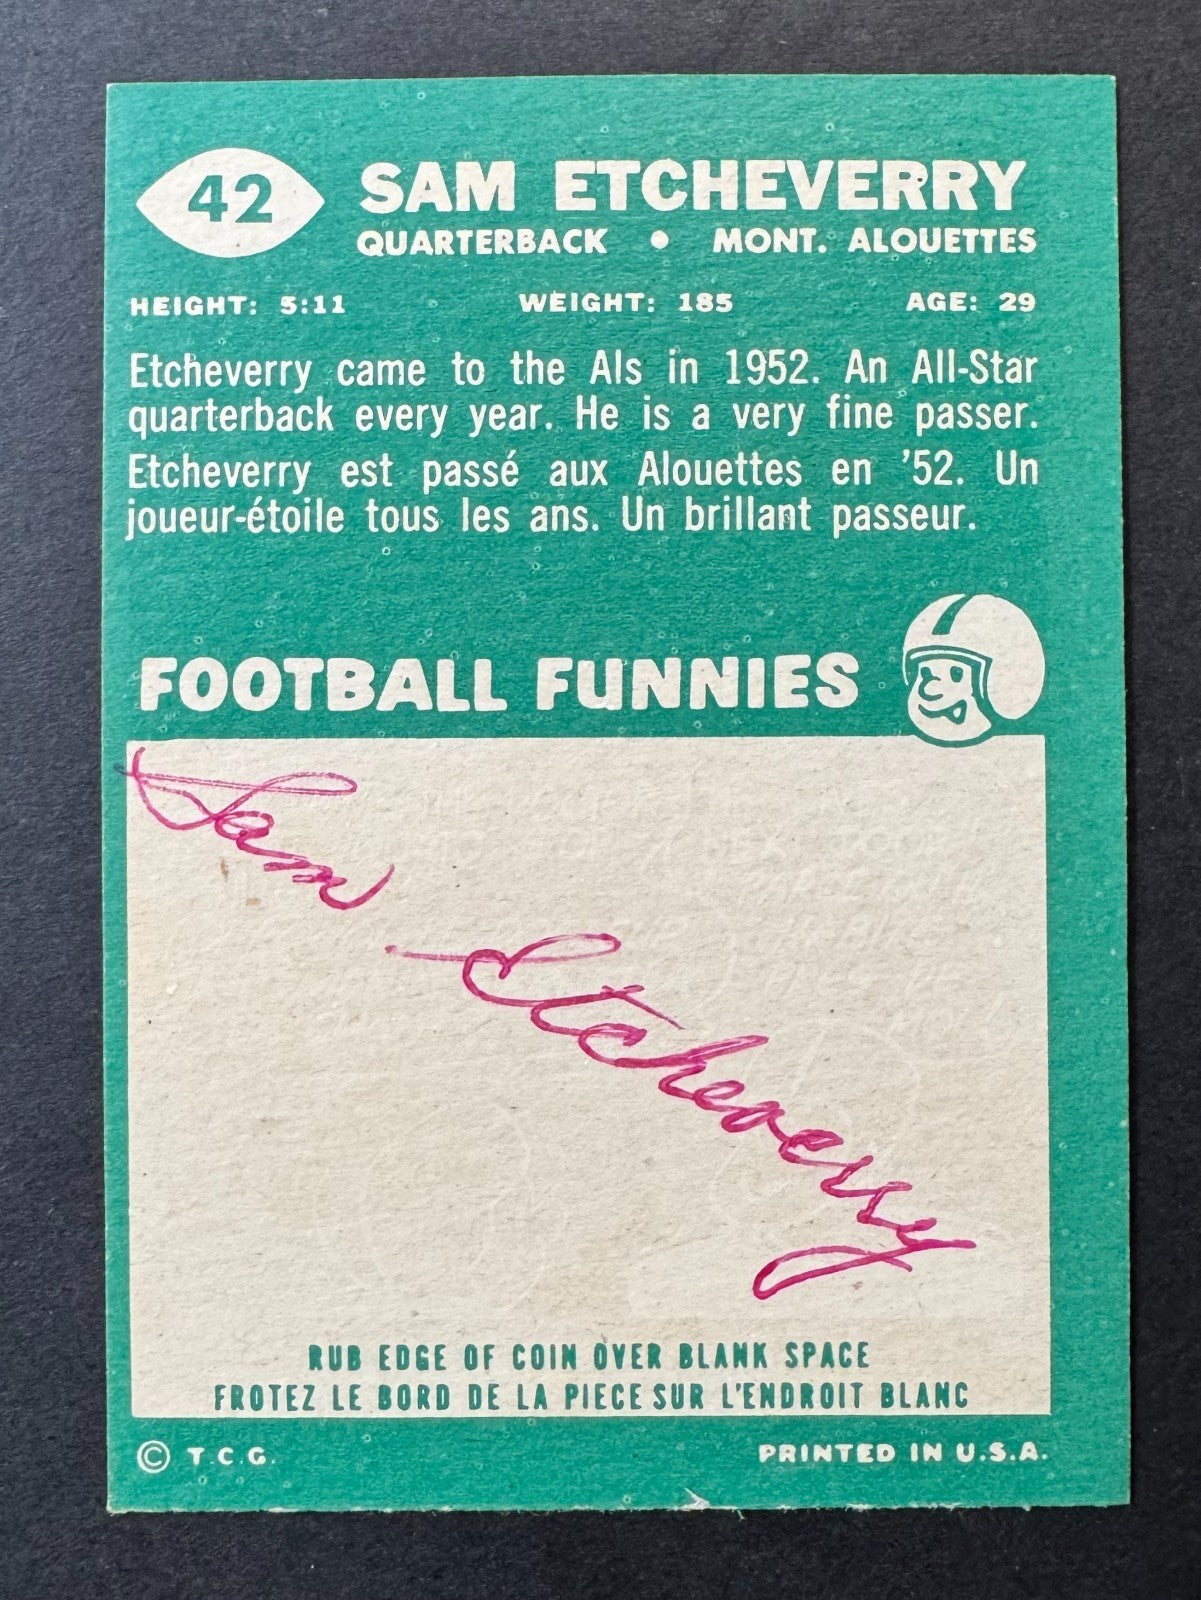 42
SAM ETCHEVERRY
QUARTERBACK • MONT. ALOUETTES
HEIGHT: 5:11 WEIGHT: 185 AGE: 29
Etcheverry came to the Als in 1952. An All-Star
quarterback every year. He is a very fine passer.
Etcheverry est passé aux Alouettes en '52. Un
joueur-étoile tous les ans. Un brillant passeur.
FOOTBALL FUNNIES
Sam Etcheverry
RUB EDGE OF COIN OVER BLANK SPACE
FROTEZ LE BORD DE LA PIECE SUR L'ENDROIT BLANC
© T.C.G. PRINTED IN U.S.A.